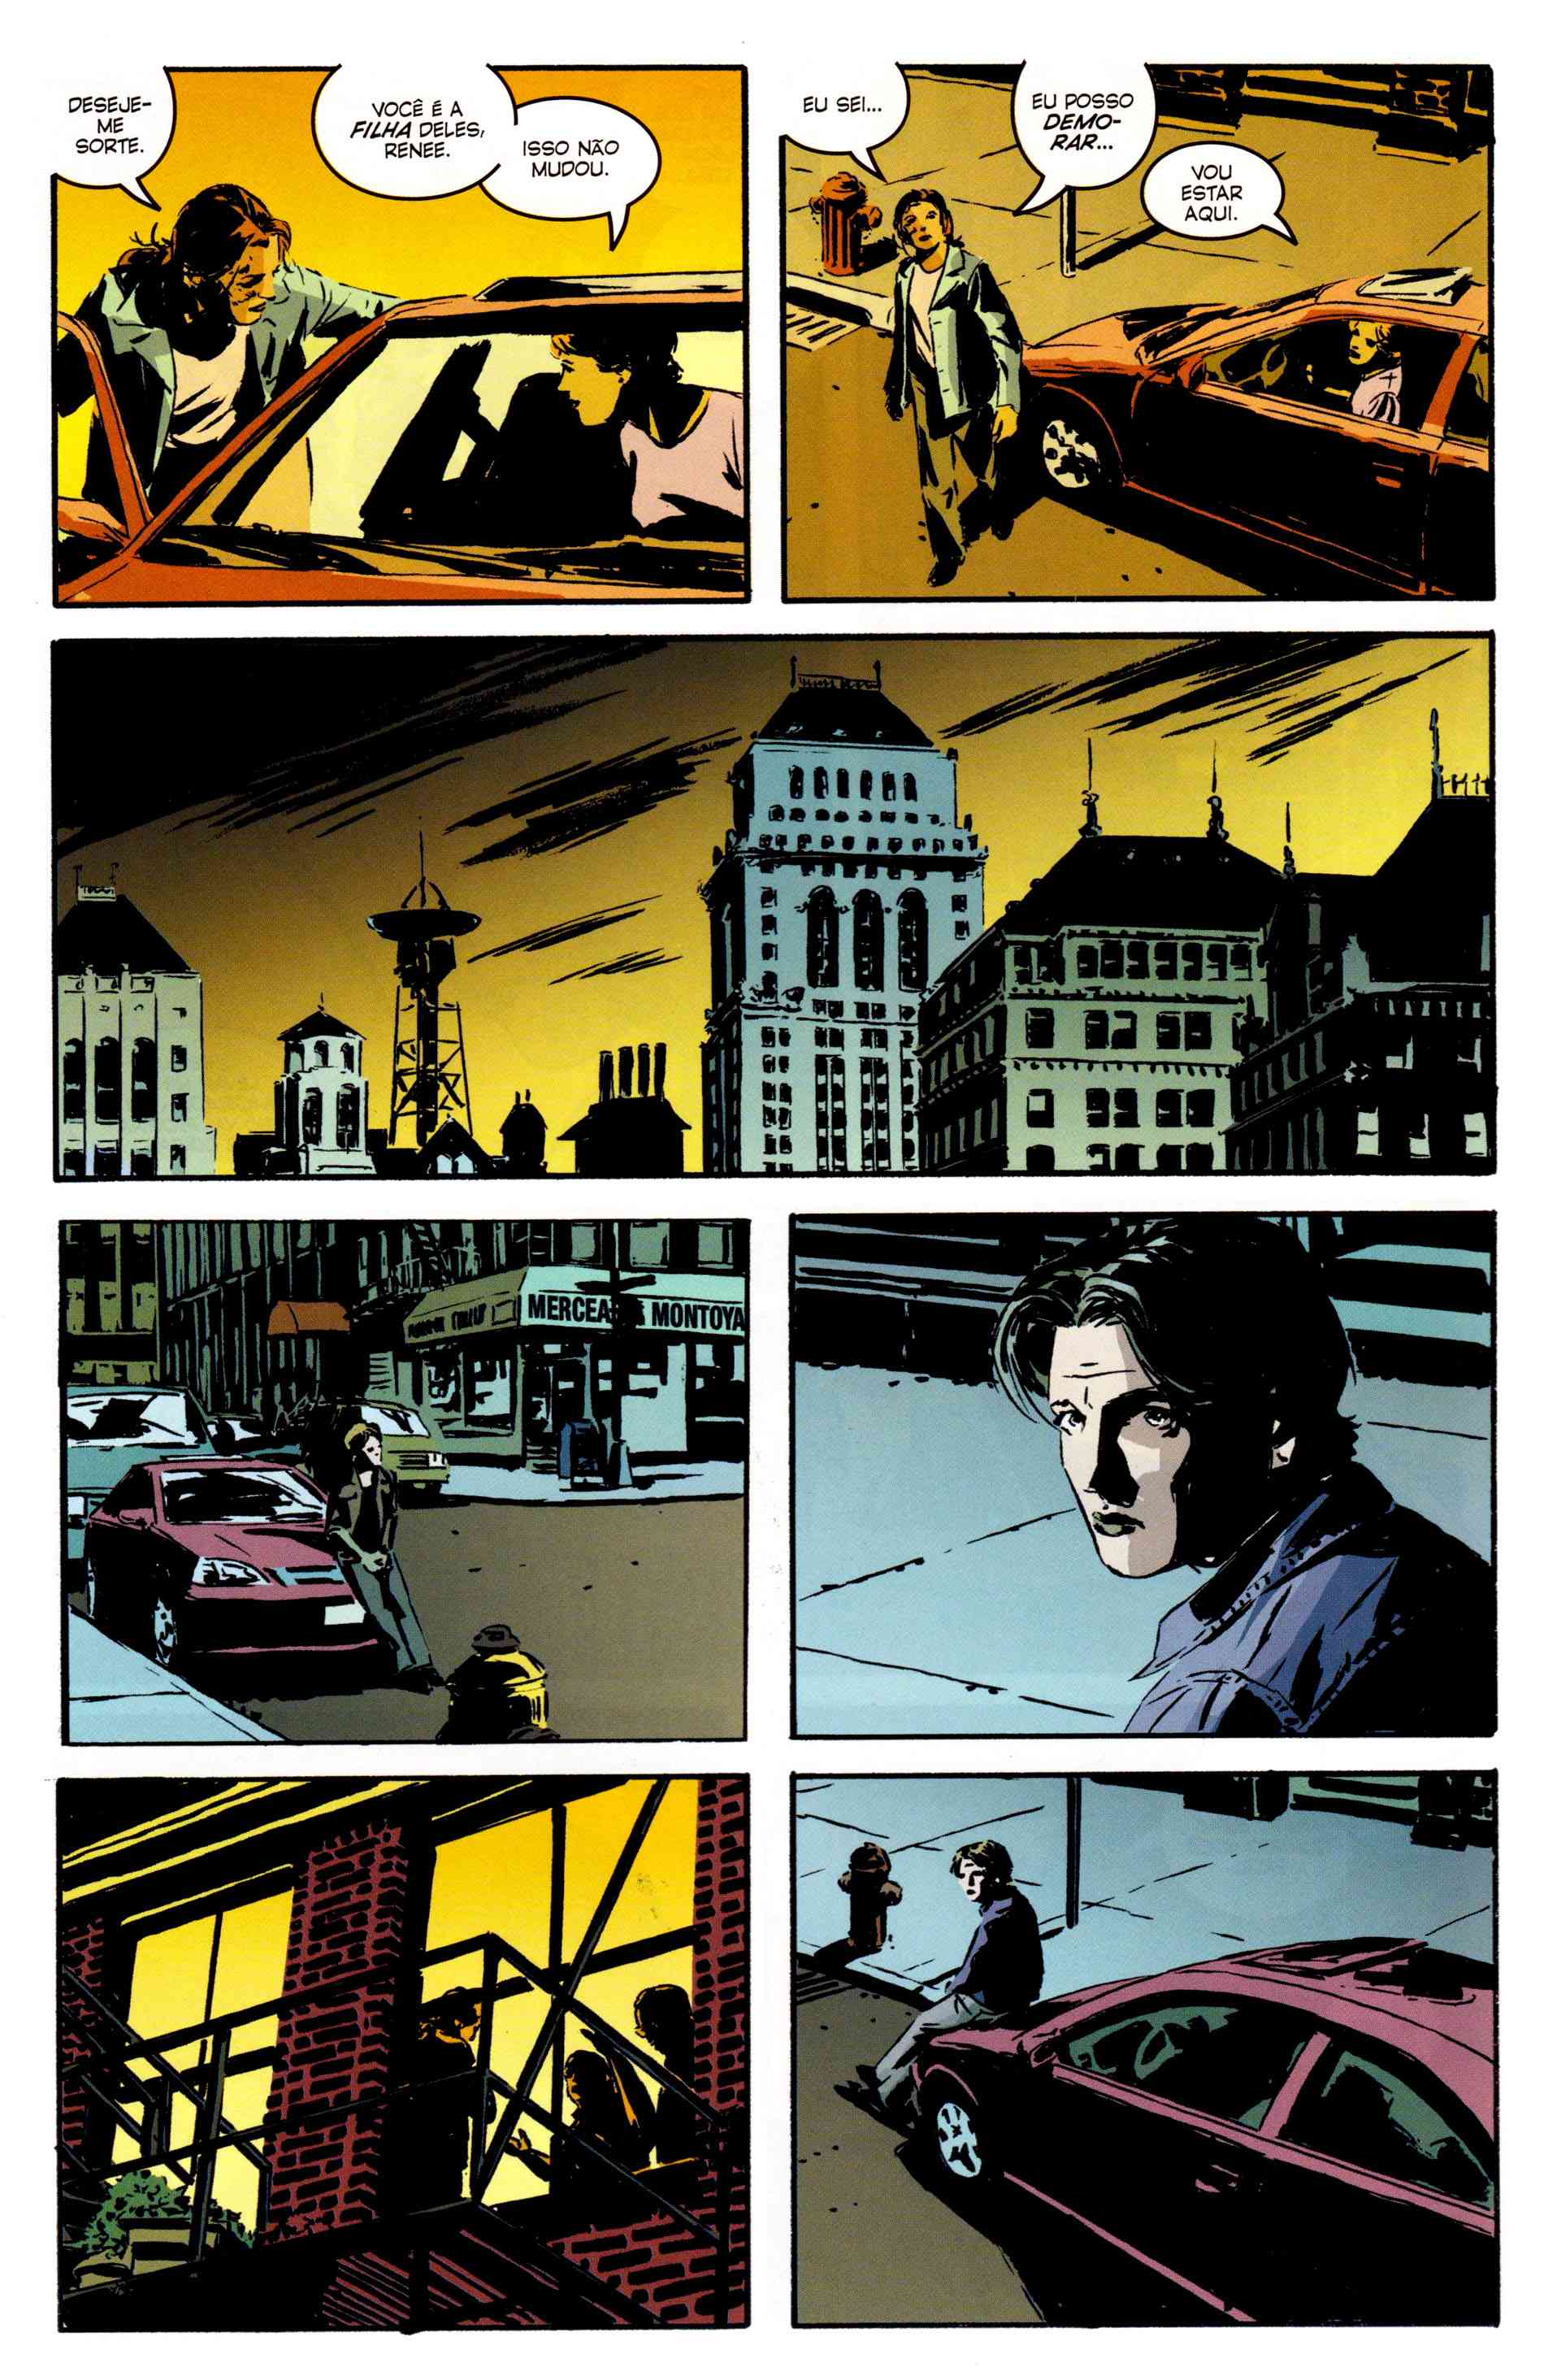 DESEJE-
ME
SORTE.
VOCÊ É A
FILHA DELES,
RENEE.
ISSO NÃO
MUDOU.
EU SEI...
EU POSSO
DEMO-
RAR...
VOU
ESTAR
AQUI.
MONTOYA